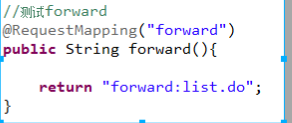 //测试forward
@RequestMapping("forward")
public String forward(){
return "forward:list.do";
}